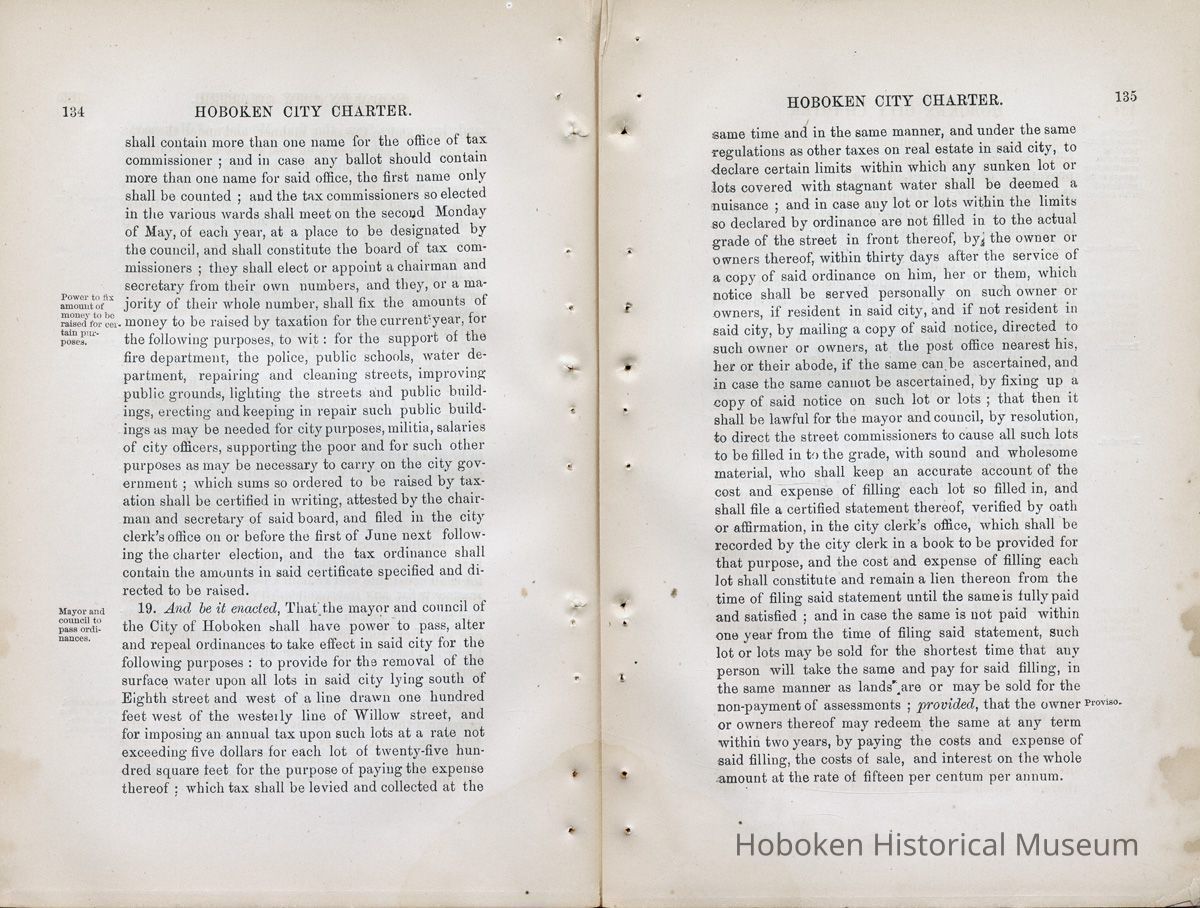 134
HOBOKEN CITY CHARTER.
shall contain more than one name for the office of tax
commissioner ; and in case any ballot should contain
more than one name for said office, the first name only
shall be counted ; and the tax commissioners so elected
in the various wards shall meet on the second Monday
of May, of each year, at a place to be designated by
the council, and shall constitute the board of tax com-
missioners ; they shall elect or appoint a chairman and
secretary from their own numbers, and they, or a ma-
jority of their whole number, shall fix the amounts of
money to be raised by taxation for the current year, for
the following purposes, to wit : for the support of the
fire department, the police, public schools, water de-
partment, repairing and cleaning streets, improving
public grounds, lighting the streets and public build-
ings, erecting and keeping in repair such public build-
ings as may be needed for city purposes, militia, salaries
of city officers, supporting the poor and for such other
purposes as may be necessary to carry on the city gov-
ernment ; which sums so ordered to be raised by tax-
ation shall be certified in writing, attested by the chair-
man and secretary of said board, and filed in the city
clerk's office on or before the first of June next follow-
ing the charter election, and the tax ordinance shall
contain the amounts in said certificate specified and di-
rected to be raised.
Power to fix
amount of
money to be
raised for cer-
tain pur-
poses.
19. And be it enacted, That the mayor and council of
the City of Hoboken shall have power to pass, alter
and repeal ordinances to take effect in said city for the
following purposes : to provide for the removal of the
surface water upon all lots in said city lying south of
Eighth street and west of a line drawn one hundred
feet west of the westerly line of Willow street, and
for imposing an annual tax upon such lots at a rate not
exceeding five dollars for each lot of twenty-five hun-
dred square feet for the purpose of paying the expense
thereof ; which tax shall be levied and collected at the
Mayor and
council to
pass ordi-
nances.
HOBOKEN CITY CHARTER.
135
same time and in the same manner, and under the same
regulations as other taxes on real estate in said city, to
declare certain limits within which any sunken lot or
lots covered with stagnant water shall be deemed a
nuisance ; and in case any lot or lots within the limits
so declared by ordinance are not filled in to the actual
grade of the street in front thereof, by the owner or
owners thereof, within thirty days after the service of
a copy of said ordinance on him, her or them, which
notice shall be served personally on such owner or
owners, if resident in said city, and if not resident in
said city, by mailing a copy of said notice, directed to
such owner or owners, at the post office nearest his,
her or their abode, if the same can be ascertained, and
in case the same cannot be ascertained, by fixing up a
copy of said notice on such lot or lots ; that then it
shall be lawful for the mayor and council, by resolution,
to direct the street commissioners to cause all such lots
to be filled in to the grade, with sound and wholesome
material, who shall keep an accurate account of the
cost and expense of filling each lot so filled in, and
shall file a certified statement thereof, verified by oath
or affirmation, in the city clerk's office, which shall be
recorded by the city clerk in a book to be provided for
that purpose, and the cost and expense of filling each
lot shall constitute and remain a lien thereon from the
time of filing said statement until the same is fully paid
and satisfied ; and in case the same is not paid within
one year from the time of filing said statement, such
lot or lots may be sold for the shortest time that any
person will take the same and pay for said filling, in
the same manner as lands are or may be sold for the
non-payment of assessments ; provided, that the owner
or owners thereof may redeem the same at any term
within two years, by paying the costs and expense of
said filling, the costs of sale, and interest on the whole
amount at the rate of fifteen per centum per annum.
Proviso.
Hoboken Historical Museum